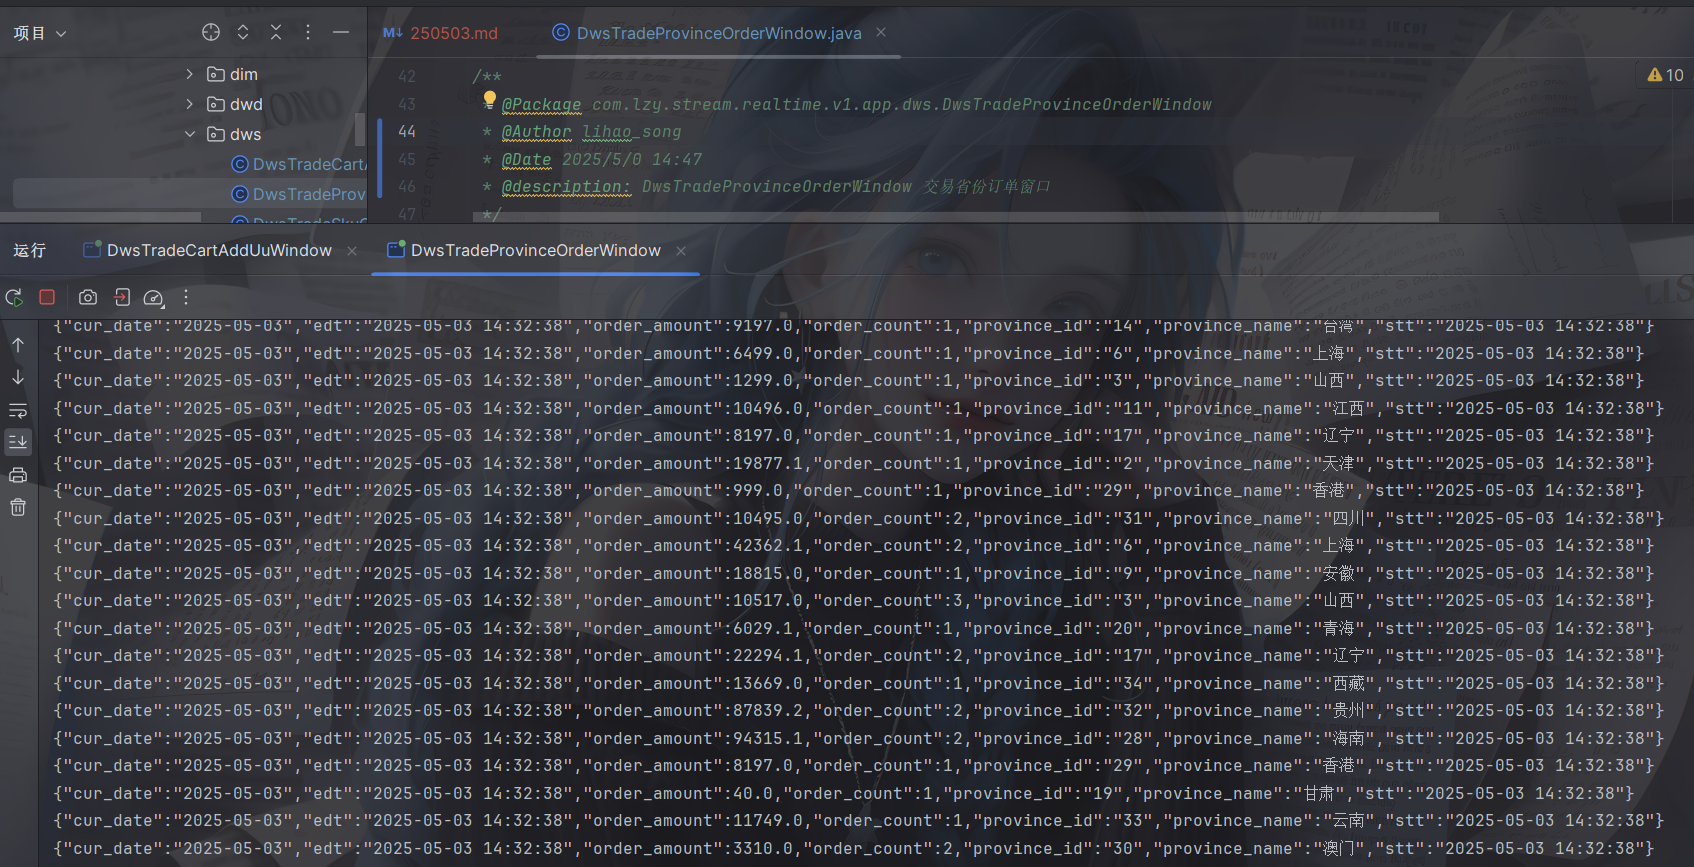 项目
250503.md
DwsTradeProvinceOrderWindow.java
dim
dwd
dws
DwsTradeCartA
DwsTradeProv
42 /**
43 * @Package com.lzy.stream.realtime.v1.app.dws.DwsTradeProvinceOrderWindow
44 * @Author lihao_song
45 * @Date 2025/5/0 14:47
46 * @description: DwsTradeProvinceOrderWindow 交易省份订单窗口
47 */
10
运行
DwsTradeCartAddUuWindow
DwsTradeProvinceOrderWindow
{"cur_date":"2025-05-03","edt":"2025-05-03 14:32:38","order_amount":9197.0,"order_count":1,"province_id":"14","province_name":"台湾","stt":"2025-05-03 14:32:38"}
{"cur_date":"2025-05-03","edt":"2025-05-03 14:32:38","order_amount":6499.0,"order_count":1,"province_id":"6","province_name":"上海","stt":"2025-05-03 14:32:38"}
{"cur_date":"2025-05-03","edt":"2025-05-03 14:32:38","order_amount":1299.0,"order_count":1,"province_id":"3","province_name":"山西","stt":"2025-05-03 14:32:38"}
{"cur_date":"2025-05-03","edt":"2025-05-03 14:32:38","order_amount":10496.0,"order_count":1,"province_id":"11","province_name":"江西","stt":"2025-05-03 14:32:38"}
{"cur_date":"2025-05-03","edt":"2025-05-03 14:32:38","order_amount":8197.0,"order_count":1,"province_id":"17","province_name":"辽宁","stt":"2025-05-03 14:32:38"}
{"cur_date":"2025-05-03","edt":"2025-05-03 14:32:38","order_amount":19877.1,"order_count":1,"province_id":"2","province_name":"天津","stt":"2025-05-03 14:32:38"}
{"cur_date":"2025-05-03","edt":"2025-05-03 14:32:38","order_amount":999.0,"order_count":1,"province_id":"29","province_name":"香港","stt":"2025-05-03 14:32:38"}
{"cur_date":"2025-05-03","edt":"2025-05-03 14:32:38","order_amount":10495.0,"order_count":2,"province_id":"31","province_name":"四川","stt":"2025-05-03 14:32:38"}
{"cur_date":"2025-05-03","edt":"2025-05-03 14:32:38","order_amount":42362.1,"order_count":2,"province_id":"6","province_name":"上海","stt":"2025-05-03 14:32:38"}
{"cur_date":"2025-05-03","edt":"2025-05-03 14:32:38","order_amount":18815.0,"order_count":1,"province_id":"9","province_name":"安徽","stt":"2025-05-03 14:32:38"}
{"cur_date":"2025-05-03","edt":"2025-05-03 14:32:38","order_amount":10517.0,"order_count":3,"province_id":"3","province_name":"山西","stt":"2025-05-03 14:32:38"}
{"cur_date":"2025-05-03","edt":"2025-05-03 14:32:38","order_amount":6029.1,"order_count":1,"province_id":"20","province_name":"青海","stt":"2025-05-03 14:32:38"}
{"cur_date":"2025-05-03","edt":"2025-05-03 14:32:38","order_amount":22294.1,"order_count":2,"province_id":"17","province_name":"辽宁","stt":"2025-05-03 14:32:38"}
{"cur_date":"2025-05-03","edt":"2025-05-03 14:32:38","order_amount":13669.0,"order_count":1,"province_id":"34","province_name":"西藏","stt":"2025-05-03 14:32:38"}
{"cur_date":"2025-05-03","edt":"2025-05-03 14:32:38","order_amount":87839.2,"order_count":2,"province_id":"32","province_name":"贵州","stt":"2025-05-03 14:32:38"}
{"cur_date":"2025-05-03","edt":"2025-05-03 14:32:38","order_amount":94315.1,"order_count":2,"province_id":"28","province_name":"海南","stt":"2025-05-03 14:32:38"}
{"cur_date":"2025-05-03","edt":"2025-05-03 14:32:38","order_amount":8197.0,"order_count":1,"province_id":"29","province_name":"香港","stt":"2025-05-03 14:32:38"}
{"cur_date":"2025-05-03","edt":"2025-05-03 14:32:38","order_amount":40.0,"order_count":1,"province_id":"19","province_name":"甘肃","stt":"2025-05-03 14:32:38"}
{"cur_date":"2025-05-03","edt":"2025-05-03 14:32:38","order_amount":11749.0,"order_count":1,"province_id":"33","province_name":"云南","stt":"2025-05-03 14:32:38"}
{"cur_date":"2025-05-03","edt":"2025-05-03 14:32:38","order_amount":3310.0,"order_count":2,"province_id":"30","province_name":"澳门","stt":"2025-05-03 14:32:38"}